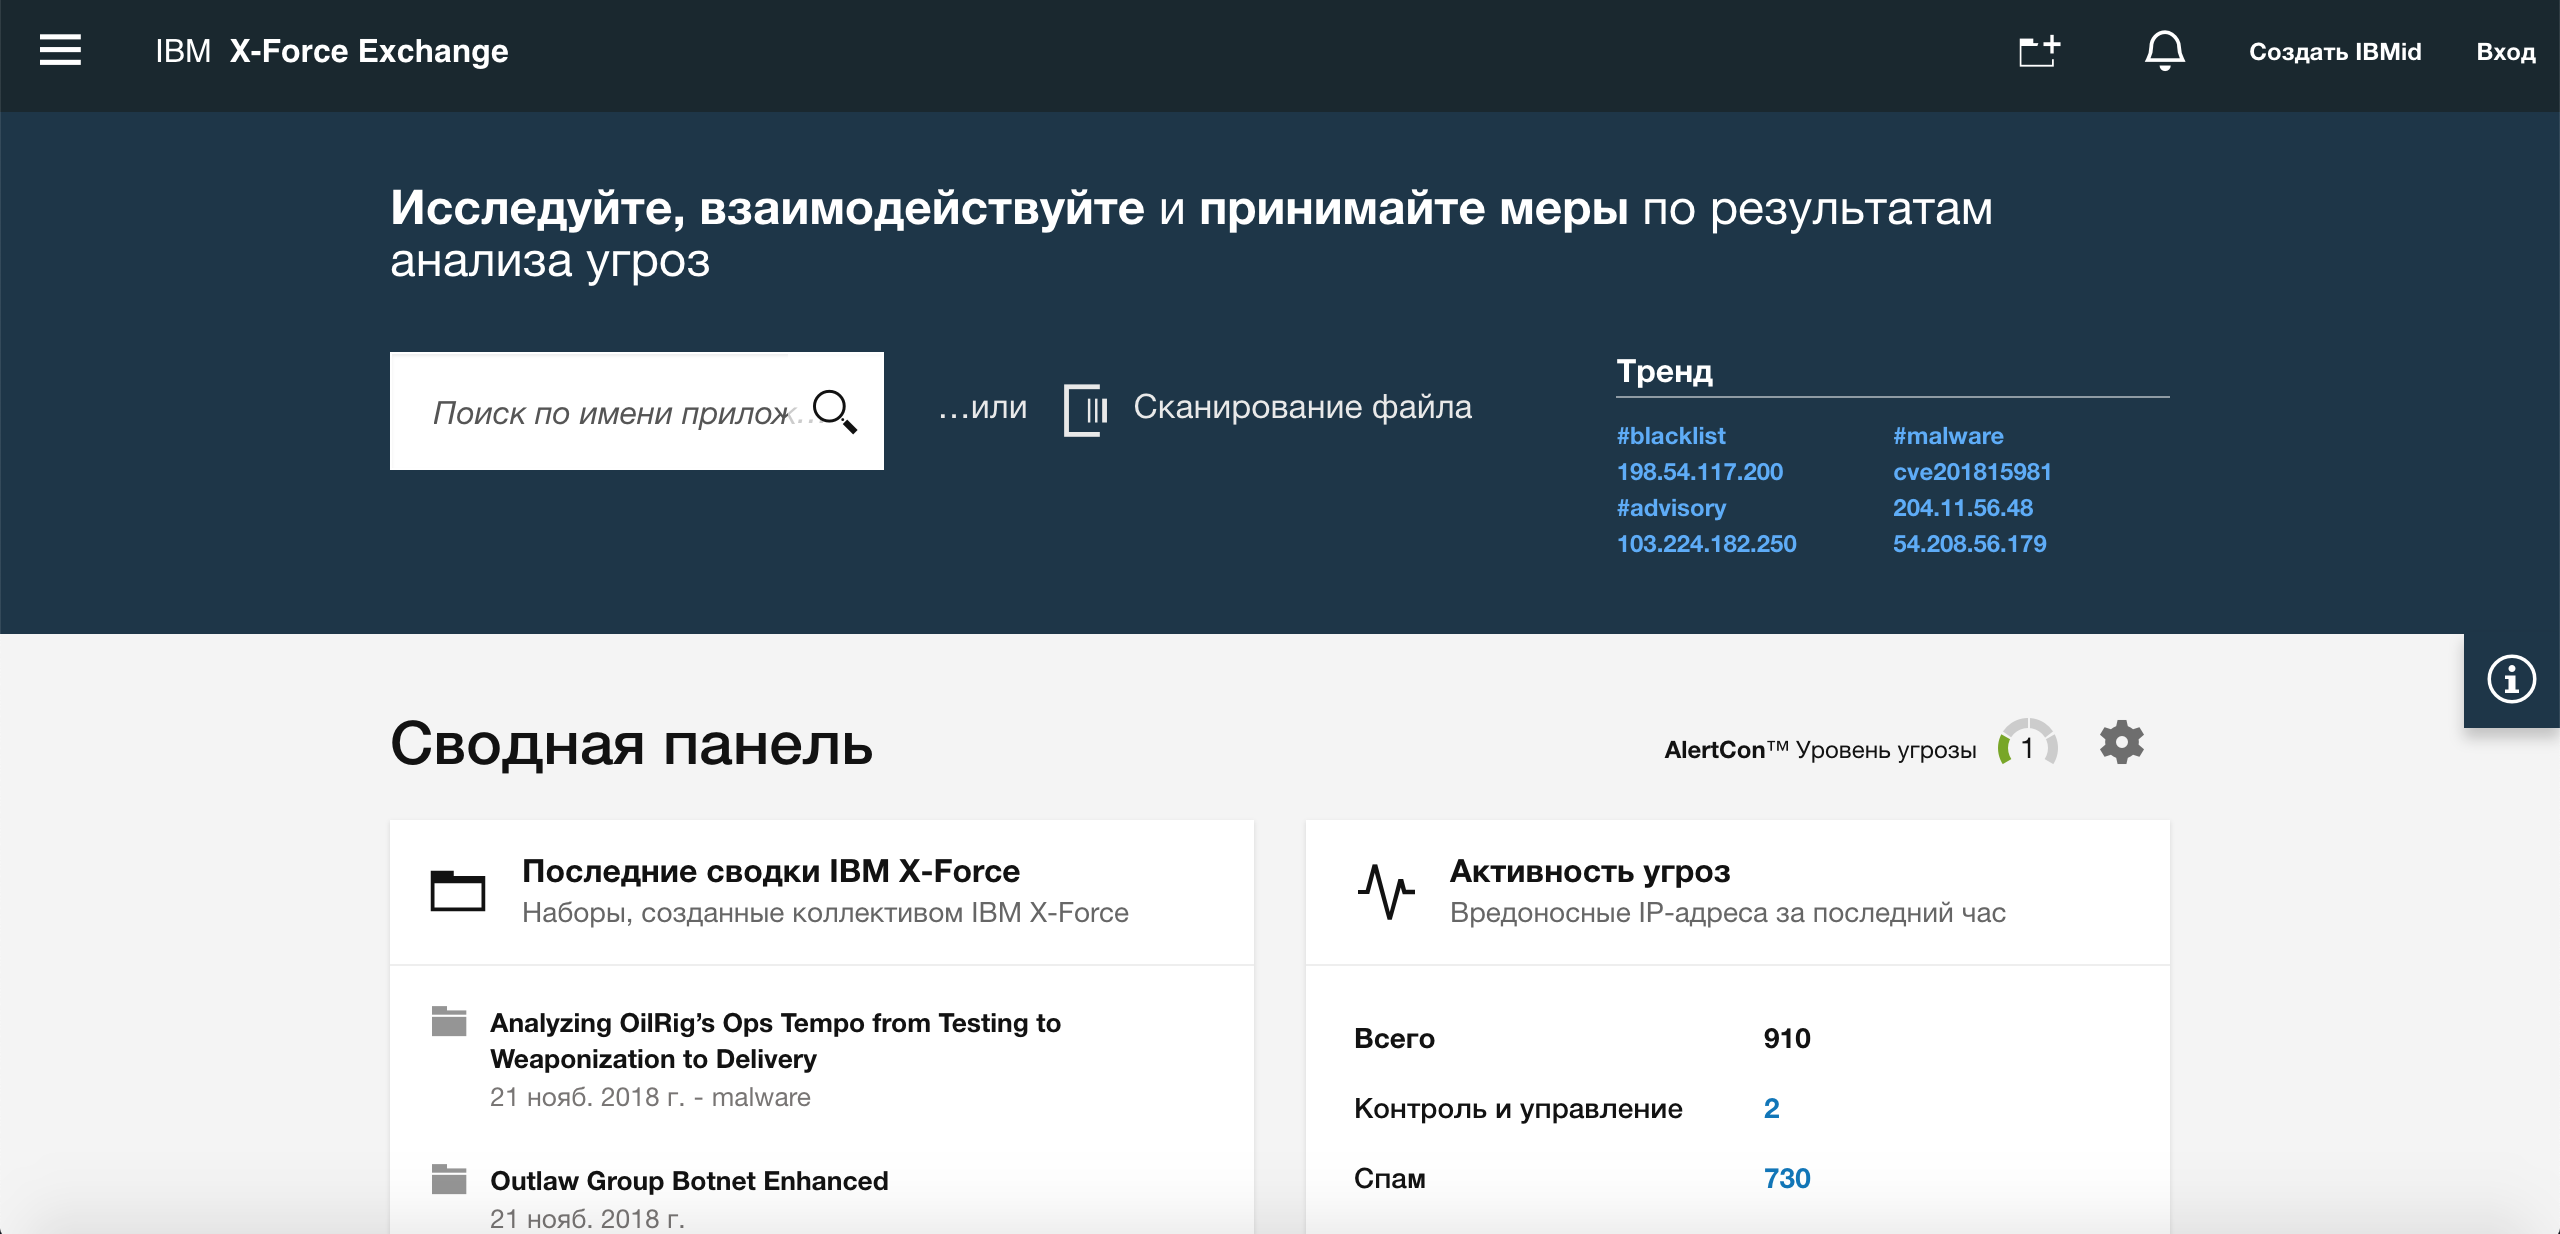 IBM X-Force Exchange
Создать IBMid
Вход
Исследуйте, взаимодействуйте и принимайте меры по результатам
анализа угроз
Поиск по имени прилож...
...или
Сканирование файла
Тренд
#blacklist
#malware
198.54.117.200
cve201815981
#advisory
204.11.56.48
103.224.182.250
54.208.56.179
Сводная панель
AlertCon™ Уровень угрозы
1
Последние сводки IBM X-Force
Наборы, созданные коллективом IBM X-Force
Analyzing OilRig’s Ops Tempo from Testing to
Weaponization to Delivery
21 нояб. 2018 г. - malware
Outlaw Group Botnet Enhanced
21 нояб. 2018 г.
Активность угроз
Вредоносные IP-адреса за последний час
Всего 910
Контроль и управление 2
Спам 730